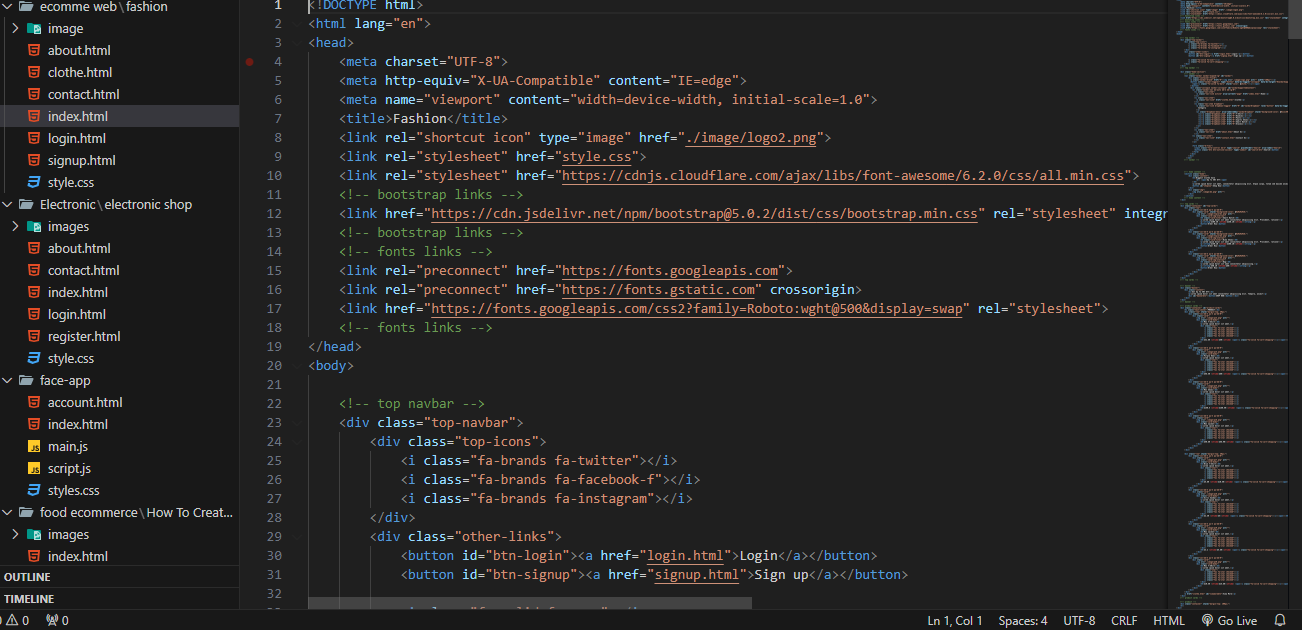 ecomme web\fashion
image
about.html
clothe.html
contact.html
index.html
login.html
signup.html
style.css
Electronic\electronic shop
images
about.html
contact.html
index.html
login.html
register.html
style.css
face-app
account.html
index.html
main.js
script.js
styles.css
food ecommerce\How To Creat...
images
index.html
OUTLINE
TIMELINE
1 <!DOCTYPE html>
2 <html lang="en">
3 <head>
4 <meta charset="UTF-8">
5 <meta http-equiv="X-UA-Compatible" content="IE=edge">
6 <meta name="viewport" content="width=device-width, initial-scale=1.0">
7 <title>Fashion</title>
8 <link rel="shortcut icon" type="image" href="./image/logo2.png">
9 <link rel="stylesheet" href="style.css">
10 <link rel="stylesheet" href="https://cdnjs.cloudflare.com/ajax/libs/font-awesome/6.2.0/css/all.min.css">
11 <!-- bootstrap links -->
12 <link href="https://cdn.jsdelivr.net/npm/bootstrap@5.0.2/dist/css/bootstrap.min.css" rel="stylesheet" integr
13 <!-- bootstrap links -->
14 <!-- fonts links -->
15 <link rel="preconnect" href="https://fonts.googleapis.com">
16 <link rel="preconnect" href="https://fonts.gstatic.com" crossorigin>
17 <link href="https://fonts.googleapis.com/css2?family=Roboto:wght@500&display=swap" rel="stylesheet">
18 <!-- fonts links -->
19 </head>
20 <body>
21
22 <!-- top navbar -->
23 <div class="top-navbar">
24 <div class="top-icons">
25 <i class="fa-brands fa-twitter"></i>
26 <i class="fa-brands fa-facebook-f"></i>
27 <i class="fa-brands fa-instagram"></i>
28 </div>
29 <div class="other-links">
30 <button id="btn-login"><a href="login.html">Login</a></button>
31 <button id="btn-signup"><a href="signup.html">Sign up</a></button>
32
0 0 Ln 1, Col 1 Spaces: 4 UTF-8 CRLF HTML Go Live